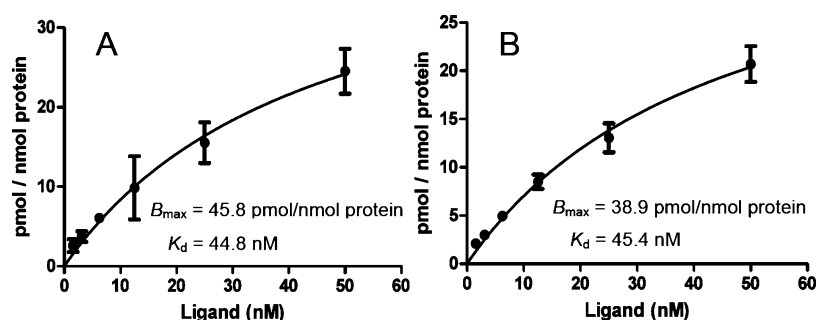 A
pmol / nmol protein
30
20
10
0
0 10 20 30 40 50 60
Ligand (nM)
Bmax = 45.8 pmol/nmol protein
Kd = 44.8 nM
B
pmol / nmol protein
25
20
15
10
5
0
0 10 20 30 40 50 60
Ligand (nM)
Bmax = 38.9 pmol/nmol protein
Kd = 45.4 nM